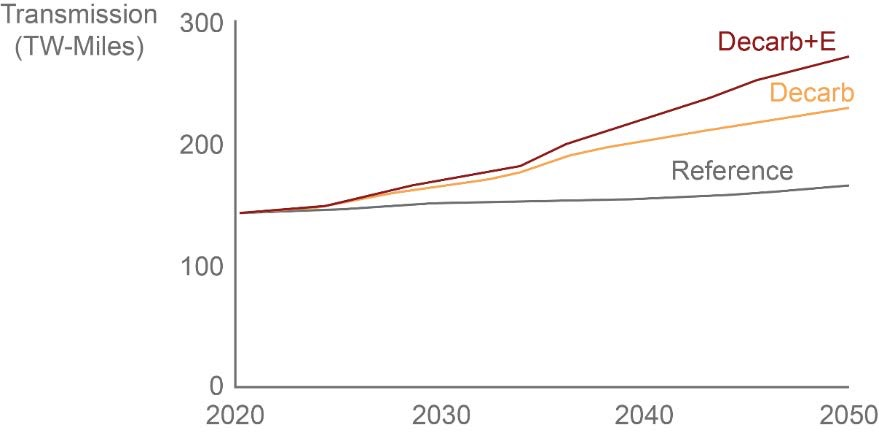 Transmission
(TW-Miles)
300
200
100
0
2020
2030
2040
2050
Decarb+E
Decarb
Reference